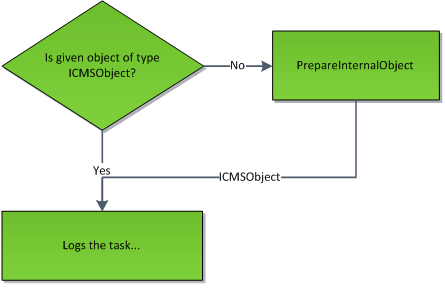 Is given object of type
ICMSObject?
No
PrepareInternalObject
Yes
ICMSObject
Logs the task...